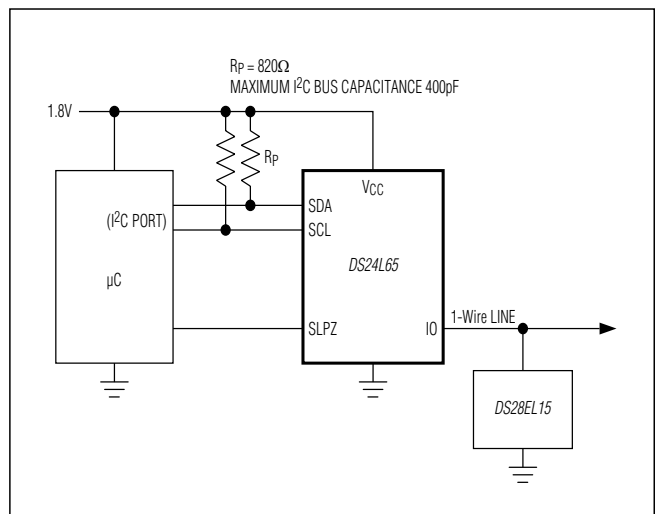 RP = 820Ω
MAXIMUM I²C BUS CAPACITANCE 400pF
1.8V
RP
VCC
SDA
(I²C PORT)
SCL
DS24L65
µC
SLPZ
IO
1-Wire LINE
DS28EL15